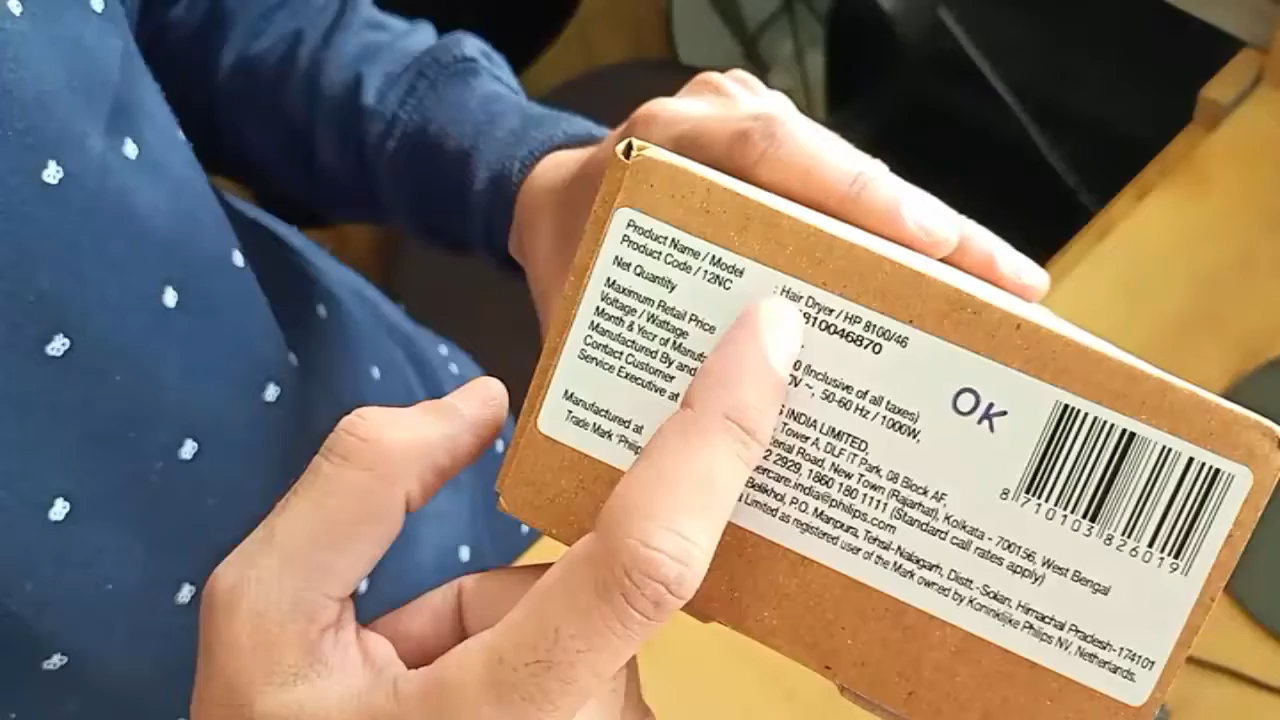 Product Name / Model : Hair Dryer / HP 8100/46
Product Code / 12NC 810046870
Net Quantity
Maximum Retail Price 0 (Inclusive of all taxes)
Voltage / Wattage 0V ~, 50-60 Hz / 1000W,
Month & Year of Manuf
Manufactured By and INDIA LIMITED,
Contact Customer Tower A, DLF IT Park, 08 Block AF,
Service Executive at erial Road, New Town (Rajarhat), Kolkata - 700156, West Bengal
2 2929, 1860 180 1111 (Standard call rates apply)
ercare.india@philips.com
Manufactured at Belikhol, P.O. Manpura, Tehsil-Nalagarh, Distt.-Solan, Himachal Pradesh-174101
Trade Mark "Philip Limited as registered user of the Mark owned by Koninklijke Philips NV, Netherlands.
OK
8 710103 826019